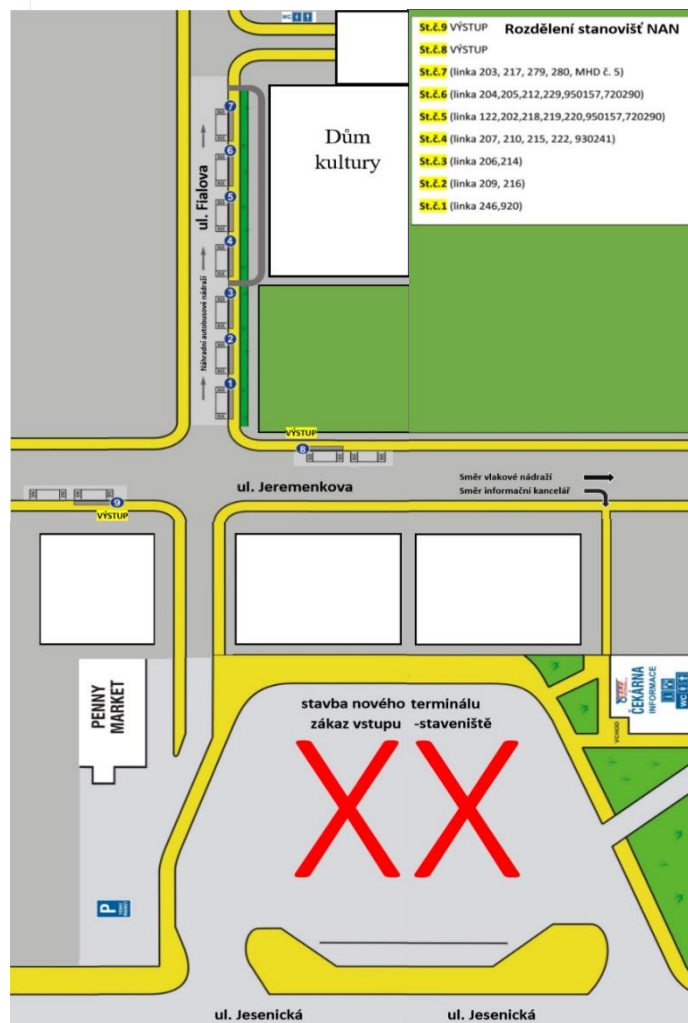 WC
St.č.9 VÝSTUP Rozdělení stanovišť NAN
St.č.8 VÝSTUP
St.č.7 (linka 203, 217, 279, 280, MHD č. 5)
St.č.6 (linka 204,205,212,229,950157,720290)
St.č.5 (linka 122,202,218,219,220,950157,720290)
St.č.4 (linka 207, 210, 215, 222, 930241)
St.č.3 (linka 206,214)
St.č.2 (linka 209, 216)
St.č.1 (linka 246,920)
Dům
kultury
ul. Fialova
Náhradní autobusové nádraží
7
6
5
4
3
2
1
VÝSTUP
8
ul. Jeremenkova
Směr vlakové nádraží
Směr informační kancelář
9
VÝSTUP
PENNY
MARKET
stavba nového terminálu
zákaz vstupu -staveniště
ČEKÁRNA
INFORMACE
WC
VCHOD
P
ul. Jesenická
ul. Jesenická